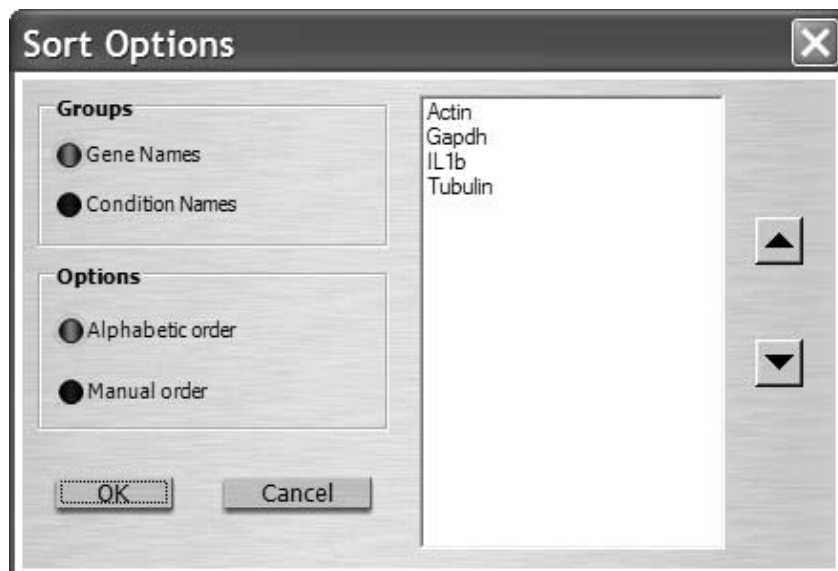 Sort Options
Groups
Gene Names
Condition Names
Options
Alphabetic order
Manual order
OK
Cancel
Actin
Gapdh
IL1b
Tubulin